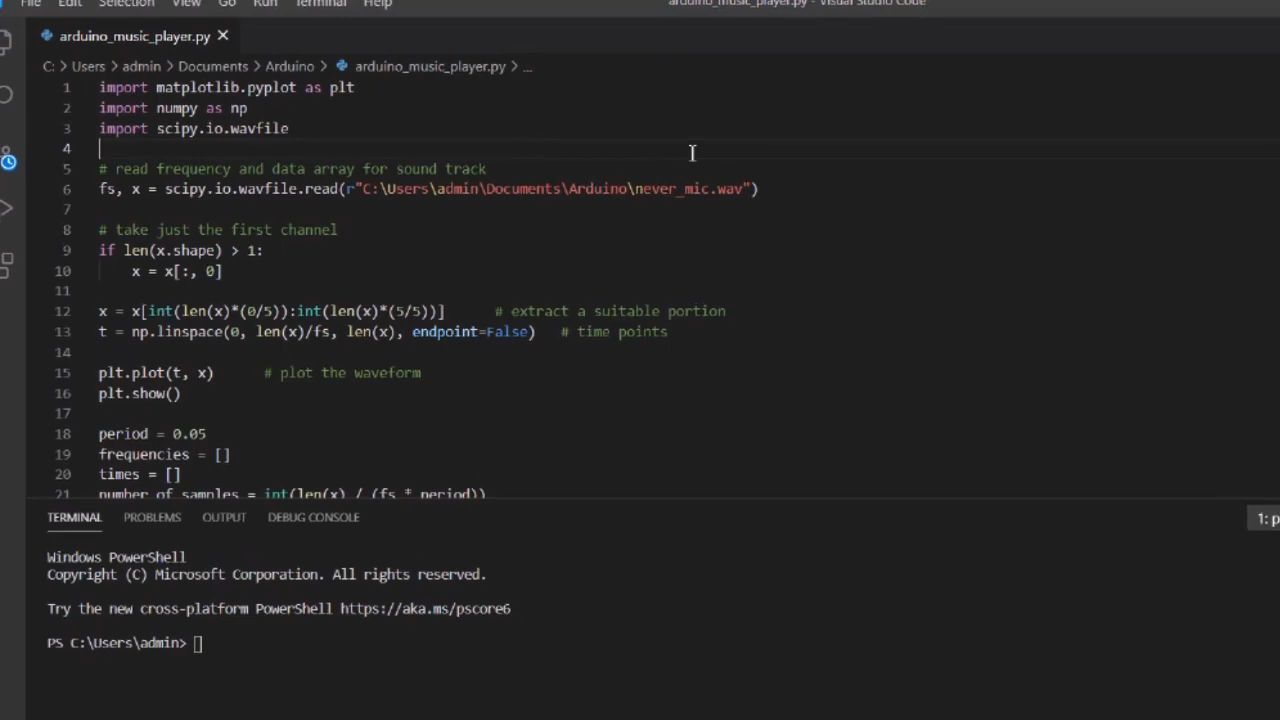 File Edit Selection View Go Run Terminal Help arduino_music_player.py - Visual Studio Code
arduino_music_player.py
C: > Users > admin > Documents > Arduino > arduino_music_player.py > ...
1 import matplotlib.pyplot as plt
2 import numpy as np
3 import scipy.io.wavfile
4
5 # read frequency and data array for sound track
6 fs, x = scipy.io.wavfile.read(r"C:\Users\admin\Documents\Arduino\never_mic.wav")
7
8 # take just the first channel
9 if len(x.shape) > 1:
10 x = x[:, 0]
11
12 x = x[int(len(x)*(0/5)):int(len(x)*(5/5))] # extract a suitable portion
13 t = np.linspace(0, len(x)/fs, len(x), endpoint=False) # time points
14
15 plt.plot(t, x) # plot the waveform
16 plt.show()
17
18 period = 0.05
19 frequencies = []
20 times = []
21 number_of_samples = int(len(x) / (fs * period))
TERMINAL PROBLEMS OUTPUT DEBUG CONSOLE 1: p
Windows PowerShell
Copyright (C) Microsoft Corporation. All rights reserved.
Try the new cross-platform PowerShell https://aka.ms/pscore6
PS C:\Users\admin>